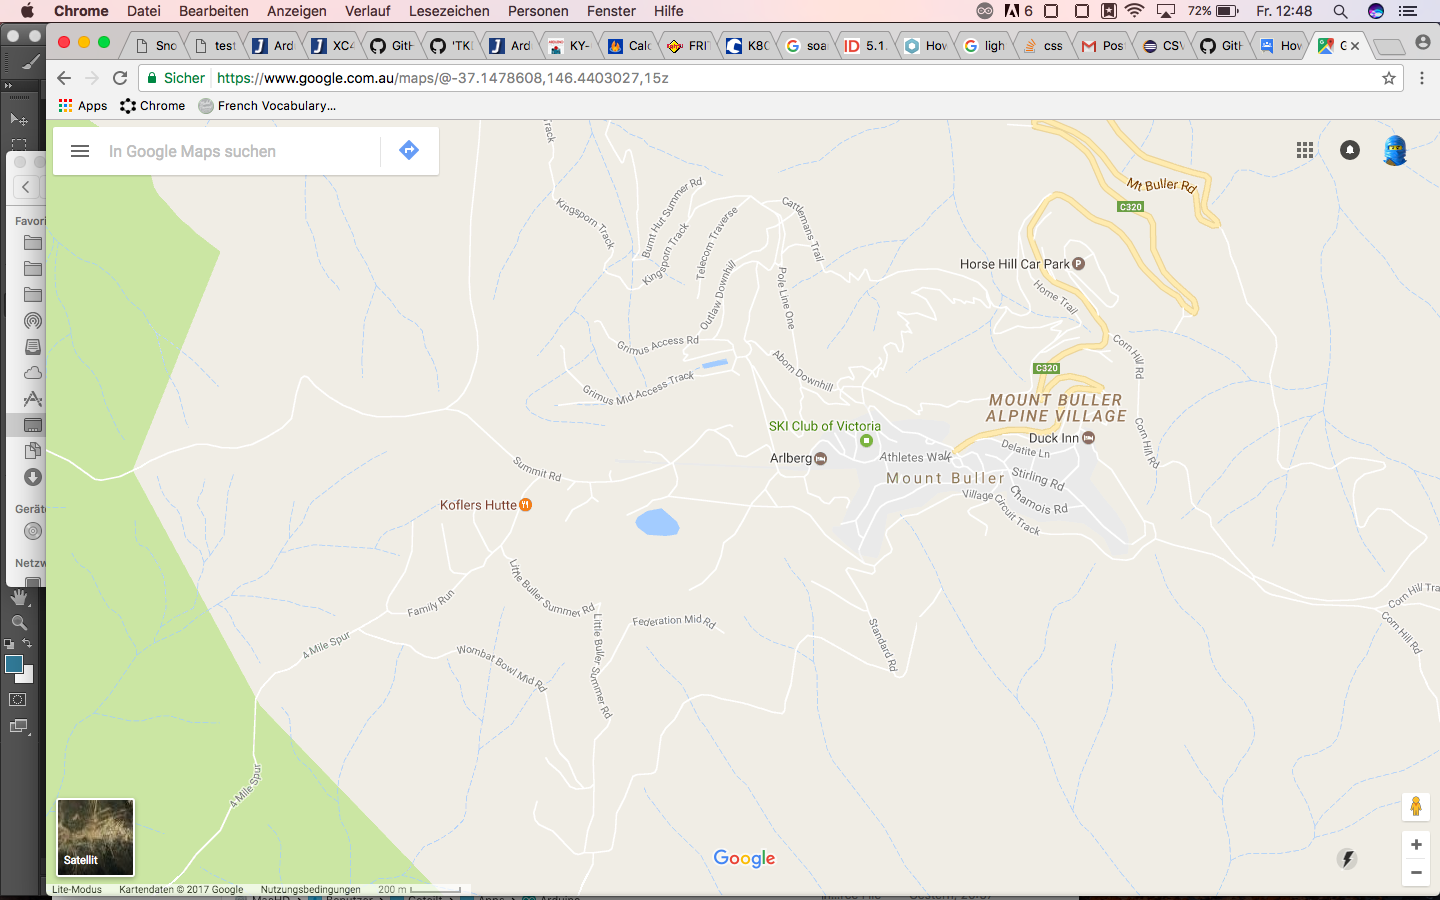 Chrome Datei Bearbeiten Anzeigen Verlauf Lesezeichen Personen Fenster Hilfe 6 72% Fr. 12:48
Sno test Ard XC4 GitH 'TKD Ard KY- Calc FRIT K8C soa 5.1. How ligh css Post CSV GitH How G
Sicher https://www.google.com.au/maps/@-37.1478608,146.4403027,15z
Apps Chrome French Vocabulary...
In Google Maps suchen
Favori
Geräte
Netzw
Track
Mt Buller Rd
C320
Kingsporn Track
Burnt Hut Summer Rd
Kingsporn Track
Telecom Traverse
Cattlemans Trail
Outlaw Downhill
Pole Line One
Horse Hill Car Park
Home Trail
Grimus Access Rd
Grimus Mid Access Track
Abom Downhill
Corn Hill Rd
C320
MOUNT BULLER
ALPINE VILLAGE
SKI Club of Victoria
Duck Inn
Corn Hill Rd
Arlberg
Athletes Walk
Delatite Ln
Mount Buller
Stirling Rd
Chamois Rd
Village Circuit Track
Summit Rd
Koflers Hutte
Little Buller Summer Rd
Family Run
Little Buller Summer Rd
Federation Mid Rd
4 Mile Spur
Wombat Bowl Mid Rd
Standard Rd
Corn Hill Tra
Corn Hill Rd
4 Mile Spur
Satellit
Google
Lite-Modus Kartendaten © 2017 Google Nutzungsbedingungen 200 m